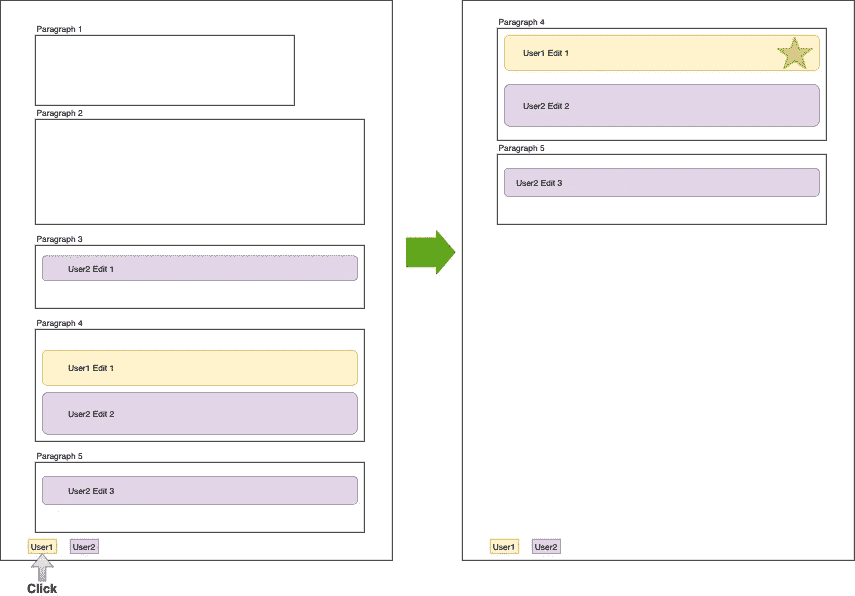 Paragraph 1
Paragraph 2
Paragraph 3
User2 Edit 1
Paragraph 4
User1 Edit 1
User2 Edit 2
Paragraph 5
User2 Edit 3
User1 User2
Click
Paragraph 4
User1 Edit 1
User2 Edit 2
Paragraph 5
User2 Edit 3
User1 User2